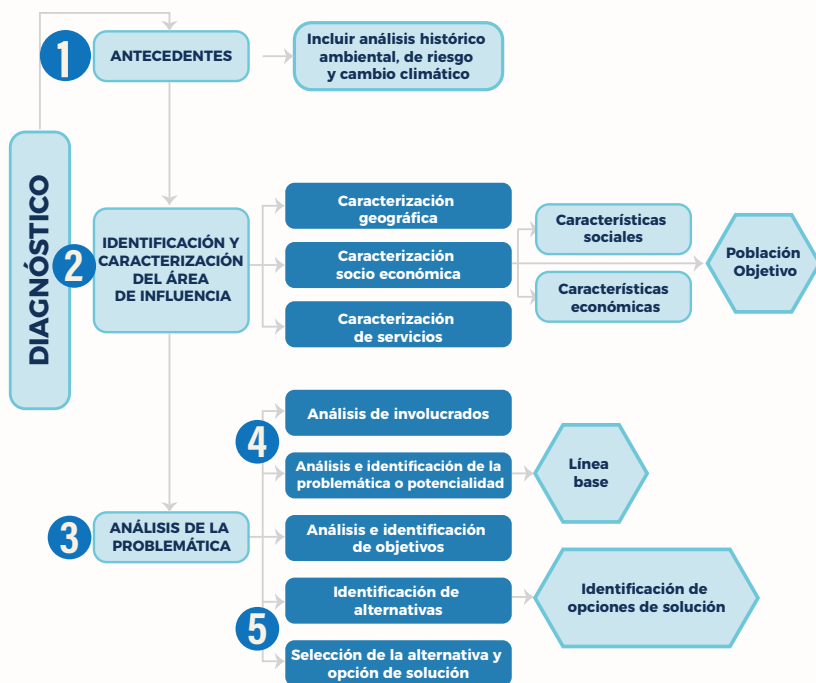 DIAGNÓSTICO
1
ANTECEDENTES
Incluir análisis histórico
ambiental, de riesgo
y cambio climático
2
IDENTIFICACIÓN Y
CARACTERIZACIÓN
DEL ÁREA
DE INFLUENCIA
Caracterización
geográfica
Caracterización
socio económica
Caracterización
de servicios
Características
sociales
Características
económicas
Población
Objetivo
3
ANÁLISIS DE LA
PROBLEMÁTICA
4
Análisis de involucrados
Análisis e identificación de la
problemática o potencialidad
Línea
base
Análisis e identificación
de objetivos
5
Identificación de
alternativas
Identificación de
opciones de solución
Selección de la alternativa y
opción de solución